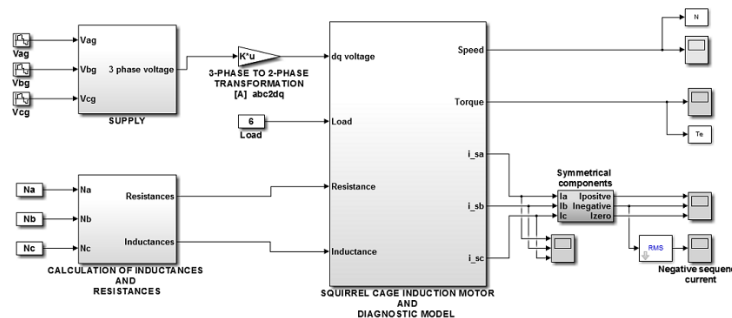 Vag
Vbg
Vcg
Vag
Vbg
Vcg
3 phase voltage
SUPPLY
K*u
3-PHASE TO 2-PHASE
TRANSFORMATION
[A] abc2dq
6
Load
Na
Nb
Nc
Na
Nb
Nc
Resistances
Inductances
CALCULATION OF INDUCTANCES
AND
RESISTANCES
dq voltage
Load
Resistance
Inductance
Speed
Torque
i_sa
i_sb
i_sc
SQUIRREL CAGE INDUCTION MOTOR
AND
DIAGNOSTIC MODEL
N
Te
Symmetrical
components
Ia
Ib
Ic
Ipositve
Inegative
Izero
RMS
Negative sequenc
current